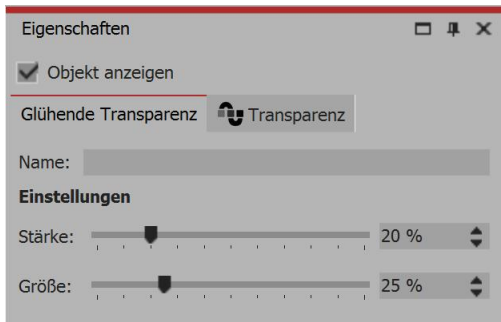 Eigenschaften
Objekt anzeigen
Glühende Transparenz Transparenz
Name:
Einstellungen
Stärke: 20 %
Größe: 25 %